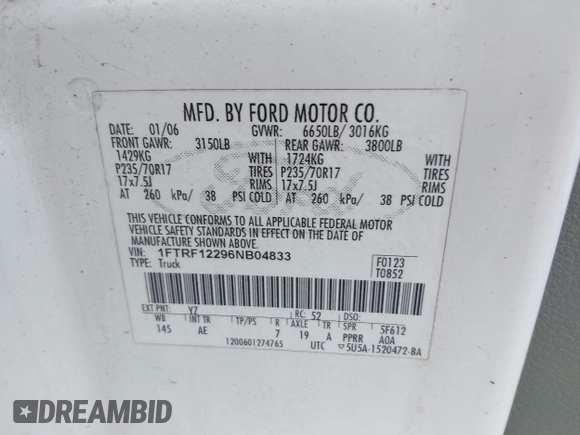 MFD. BY FORD MOTOR CO.
DATE: 01/06 GVWR: 6650LB/ 3016KG
FRONT GAWR: 3150LB REAR GAWR: 3800LB
1429KG WITH 1724KG WITH
P235/70R17 TIRES P235/70R17 TIRES
17x7.5J RIMS 17x7.5J RIMS
AT 260 kPa/ 38 PSI COLD AT 260 kPa/ 38 PSI COLD
THIS VEHICLE CONFORMS TO ALL APPLICABLE FEDERAL MOTOR
VEHICLE SAFETY STANDARDS IN EFFECT ON THE DATE OF
MANUFACTURE SHOWN ABOVE.
VIN: 1FTRF12296NB04833 F0123
TYPE: Truck T0852
EXT PNT: Y7 RC: 52 DSO:
WB INT TR TP/PS R AXLE TR SPR 5F612
145 AE 7 19 A PPRR A0A
1200601274765 UTC ▽5U5A-1520472-BA
Ford
DREAMBID